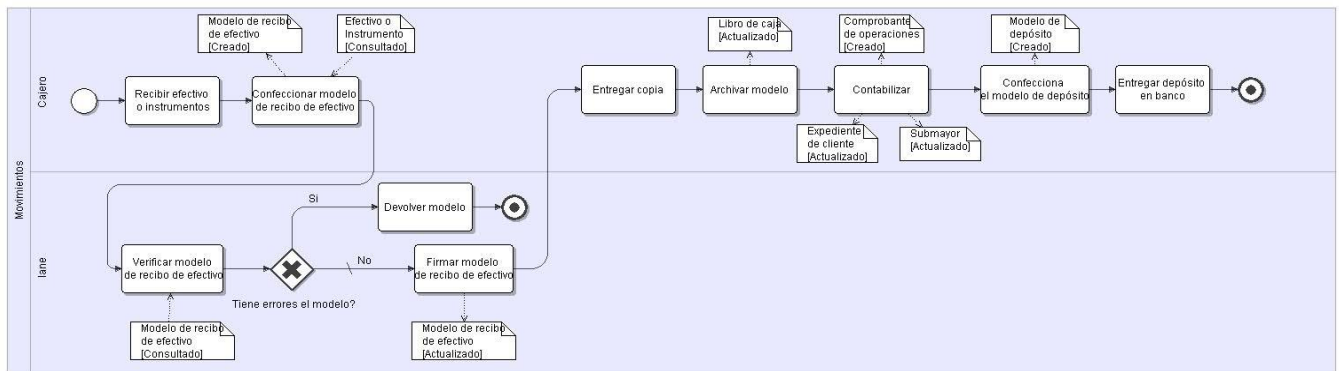 Movimientos
Cajero
Modelo de recibo
de efectivo
[Creado]
Efectivo o
Instrumento
[Consultado]
Recibir efectivo
o instrumentos
Confeccionar modelo
de recibo de efectivo
Entregar copia
Libro de caja
[Actualizado]
Archivar modelo
Comprobante
de operaciones
[Creado]
Contabilizar
Expediente
de cliente
[Actualizado]
Submayor
[Actualizado]
Modelo de
depósito
[Creado]
Confecciona
el modelo de depósito
Entregar depósito
en banco
lane
Verificar modelo
de recibo de efectivo
Modelo de recibo
de efectivo
[Consultado]
Tiene errores el modelo?
Si
Devolver modelo
No
Firmar modelo
de recibo de efectivo
Modelo de recibo
de efectivo
[Actualizado]